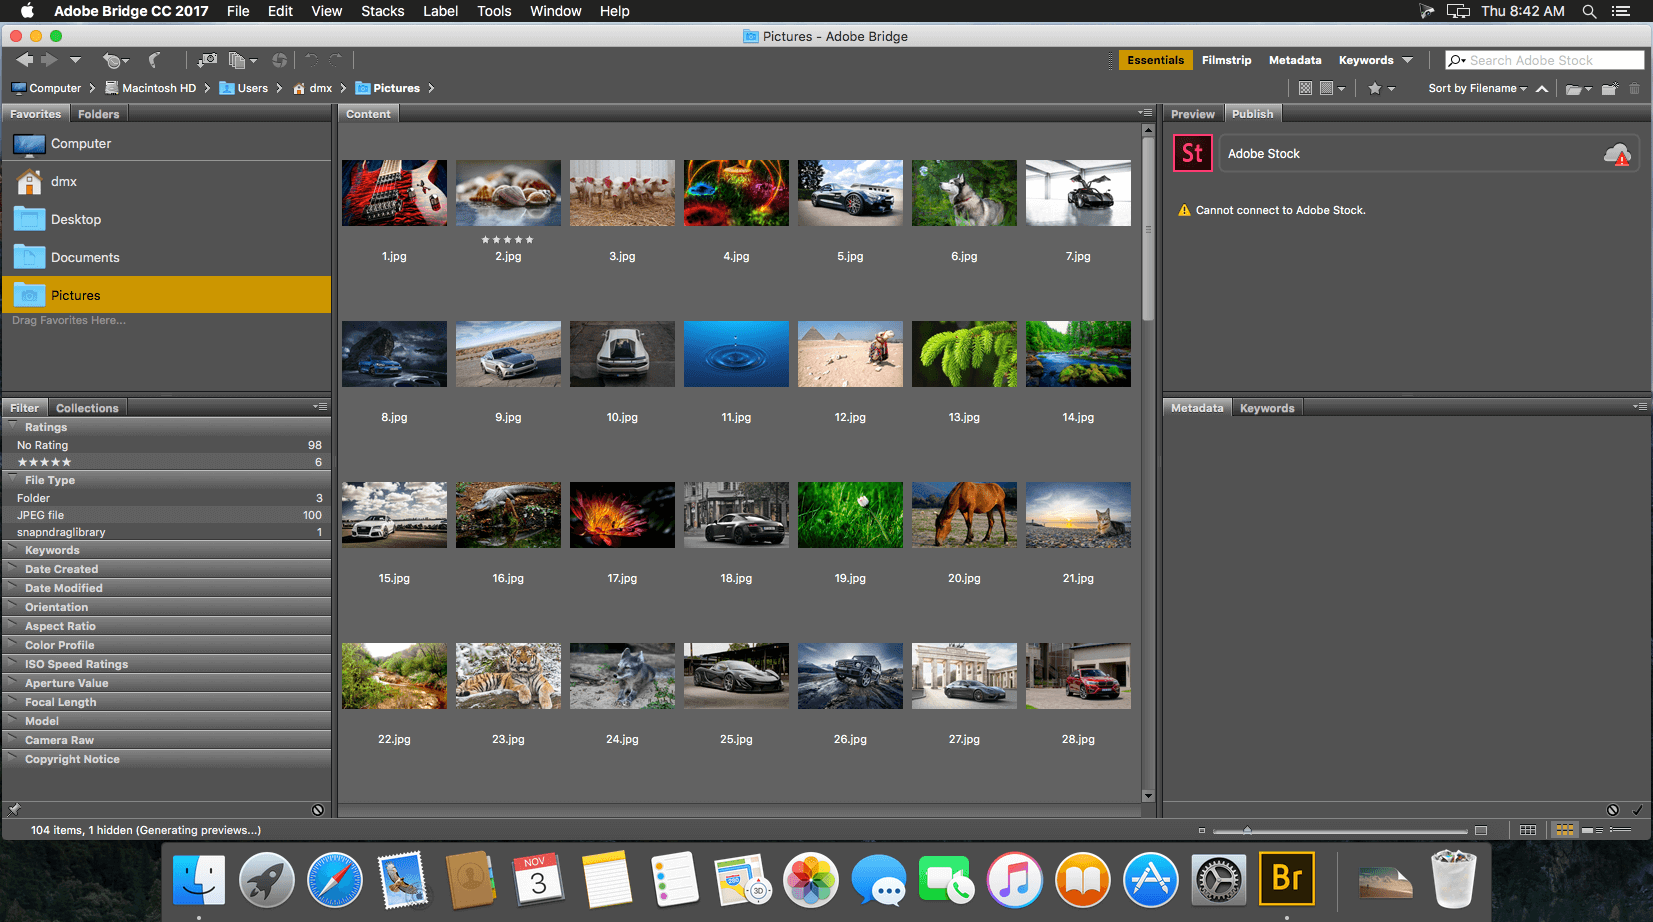 Adobe Bridge CC 2017 File Edit View Stacks Label Tools Window Help Thu 8:42 AM
Pictures - Adobe Bridge
Essentials Filmstrip Metadata Keywords Search Adobe Stock
Computer Macintosh HD Users dmx Pictures Sort by Filename
Favorites Folders
Computer
dmx
Desktop
Documents
Pictures
Drag Favorites Here...
Filter Collections
Ratings
No Rating 98
★★★★★ 6
File Type
Folder 3
JPEG file 100
snapndraglibrary 1
Keywords
Date Created
Date Modified
Orientation
Aspect Ratio
Color Profile
ISO Speed Ratings
Aperture Value
Focal Length
Model
Camera Raw
Copyright Notice
Content
1.jpg 2.jpg 3.jpg 4.jpg 5.jpg 6.jpg 7.jpg
8.jpg 9.jpg 10.jpg 11.jpg 12.jpg 13.jpg 14.jpg
15.jpg 16.jpg 17.jpg 18.jpg 19.jpg 20.jpg 21.jpg
22.jpg 23.jpg 24.jpg 25.jpg 26.jpg 27.jpg 28.jpg
Preview Publish
St Adobe Stock
Cannot connect to Adobe Stock.
Metadata Keywords
104 items, 1 hidden (Generating previews...)
NOV
3
280
3D
Br